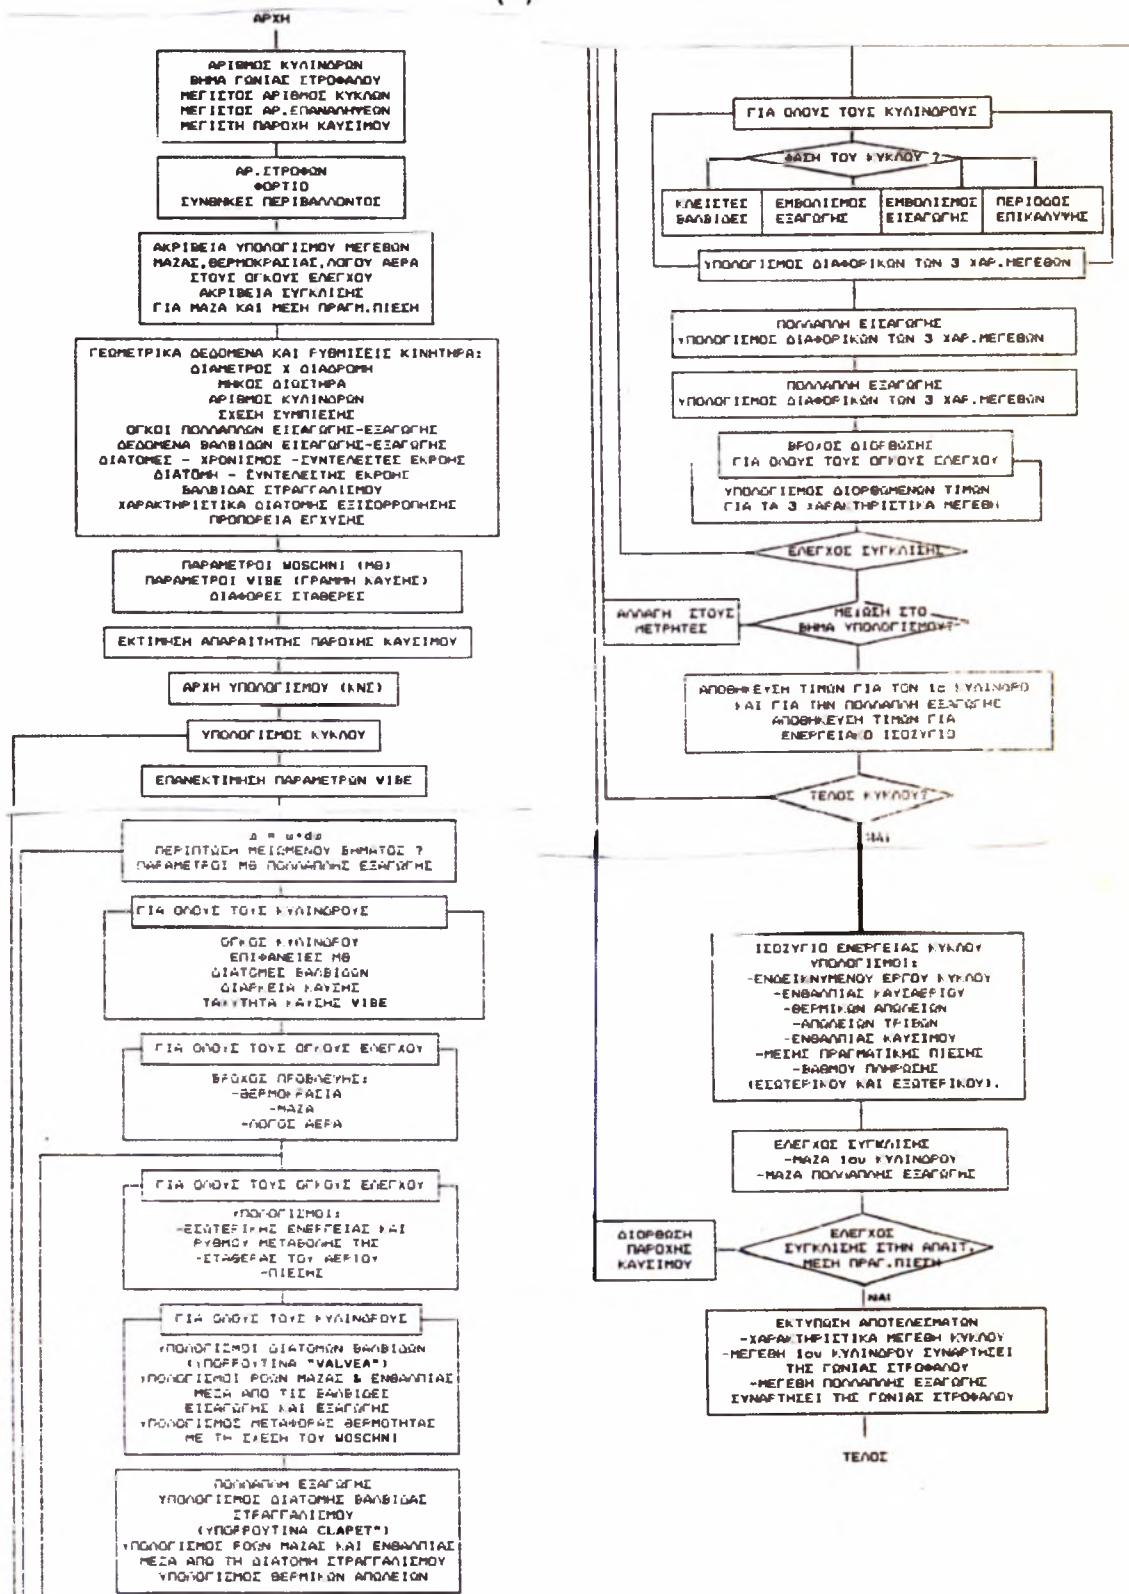 ΑΡΧΗ
ΑΡΙΘΜΟΣ ΚΥΛΙΝΔΡΩΝ
ΒΗΜΑ ΓΩΝΙΑΣ ΣΤΡΟΦΑΛΟΥ
ΜΕΓΙΣΤΟΣ ΑΡΙΘΜΟΣ ΚΥΚΛΩΝ
ΜΕΓΙΣΤΟΣ ΑΡ.ΕΠΑΝΑΛΗΨΕΩΝ
ΜΕΓΙΣΤΗ ΠΑΡΟΧΗ ΚΑΥΣΙΜΟΥ
ΑΡ.ΣΤΡΟΦΩΝ
ΦΟΡΤΙΟ
ΣΥΝΘΗΚΕΣ ΠΕΡΙΒΑΛΛΟΝΤΟΣ
ΑΚΡΙΒΕΙΑ ΥΠΟΛΟΓΙΣΜΟΥ ΜΕΓΕΘΩΝ
ΜΑΖΑΣ,ΘΕΡΜΟΚΡΑΣΙΑΣ,ΛΟΓΟΥ ΑΕΡΑ
ΣΤΟΥΣ ΟΓΚΟΥΣ ΕΛΕΓΧΟΥ
ΑΚΡΙΒΕΙΑ ΣΥΓΚΛΙΣΗΣ
ΓΙΑ ΜΑΖΑ ΚΑΙ ΜΕΣΗ ΠΡΑΓΜ.ΠΙΕΣΗ
ΓΕΩΜΕΤΡΙΚΑ ΔΕΔΟΜΕΝΑ ΚΑΙ ΡΥΘΜΙΣΕΙΣ ΚΙΝΗΤΗΡΑ:
ΔΙΑΜΕΤΡΟΣ Χ ΔΙΑΔΡΟΜΗ
ΜΗΚΟΣ ΔΙΩΣΤΗΡΑ
ΑΡΙΘΜΟΣ ΚΥΛΙΝΔΡΩΝ
ΣΧΕΣΗ ΣΥΜΠΙΕΣΗΣ
ΟΓΚΟΙ ΠΟΛΛΑΠΛΩΝ ΕΙΣΑΓΩΓΗΣ-ΕΞΑΓΩΓΗΣ
ΔΕΔΟΜΕΝΑ ΒΑΛΒΙΔΩΝ ΕΙΣΑΓΩΓΗΣ-ΕΞΑΓΩΓΗΣ
ΔΙΑΤΟΜΕΣ - ΧΡΟΝΙΣΜΟΣ -ΣΥΝΤΕΛΕΣΤΕΣ ΕΚΡΟΗΣ
ΔΙΑΤΟΜΗ - ΣΥΝΤΕΛΕΣΤΗΣ ΕΚΡΟΗΣ
ΒΑΛΒΙΔΑΣ ΣΤΡΑΓΓΑΛΙΣΜΟΥ
ΧΑΡΑΚΤΗΡΙΣΤΙΚΑ ΔΙΑΤΟΜΗΣ ΕΞΙΣΟΡΡΟΠΗΣΗΣ
ΠΡΟΠΟΡΕΙΑ ΕΓΧΥΣΗΣ
ΠΑΡΑΜΕΤΡΟΙ WOSCHNI (ΜΘ)
ΠΑΡΑΜΕΤΡΟΙ VIBE (ΓΡΑΜΜΗ ΚΑΥΣΗΣ)
ΔΙΑΦΟΡΕΣ ΣΤΑΘΕΡΕΣ
ΕΚΤΙΜΗΣΗ ΑΠΑΡΑΙΤΗΤΗΣ ΠΑΡΟΧΗΣ ΚΑΥΣΙΜΟΥ
ΑΡΧΗ ΥΠΟΛΟΓΙΣΜΟΥ (ΚΝΣ)
ΥΠΟΛΟΓΙΣΜΟΣ ΚΥΚΛΟΥ
ΕΠΑΝΕΚΤΙΜΗΣΗ ΠΑΡΑΜΕΤΡΩΝ VIBE
ΠΕΡΙΠΤΩΣΗ ΜΕΙΩΜΕΝΟΥ ΒΗΜΑΤΟΣ ?
ΠΑΡΑΜΕΤΡΟΙ ΜΘ ΠΟΛΛΑΠΛΗΣ ΕΞΑΓΩΓΗΣ
ΓΙΑ ΟΛΟΥΣ ΤΟΥΣ ΚΥΛΙΝΔΡΟΥΣ
ΟΓΚΟΣ ΚΥΛΙΝΔΡΟΥ
ΕΠΙΦΑΝΕΙΕΣ ΜΘ
ΔΙΑΤΟΜΕΣ ΒΑΛΒΙΔΩΝ
ΔΙΑΡΚΕΙΑ ΚΑΥΣΗΣ
ΤΑΧΥΤΗΤΑ ΚΑΥΣΗΣ VIBE
ΓΙΑ ΟΛΟΥΣ ΤΟΥΣ ΟΓΚΟΥΣ ΕΛΕΓΧΟΥ
ΒΡΟΧΟΣ ΠΡΟΒΛΕΨΗΣ:
-ΘΕΡΜΟΚΡΑΣΙΑ
-ΜΑΖΑ
-ΛΟΓΟΣ ΑΕΡΑ
ΓΙΑ ΟΛΟΥΣ ΤΟΥΣ ΟΓΚΟΥΣ ΕΛΕΓΧΟΥ
ΥΠΟΛΟΓΙΣΜΟΙ:
-ΕΣΩΤΕΡΙΚΗΣ ΕΝΕΡΓΕΙΑΣ ΚΑΙ
ΡΥΘΜΟΥ ΜΕΤΑΒΟΛΗΣ ΤΗΣ
-ΣΤΑΘΕΡΑΣ ΤΟΥ ΑΕΡΙΟΥ
-ΠΙΕΣΗΣ
ΓΙΑ ΟΛΟΥΣ ΤΟΥΣ ΚΥΛΙΝΔΡΟΥΣ
ΥΠΟΛΟΓΙΣΜΟΙ ΔΙΑΤΟΜΩΝ ΒΑΛΒΙΔΩΝ
(ΥΠΟΡΡΟΥΤΙΝΑ "VALVEA")
ΥΠΟΛΟΓΙΣΜΟΙ ΡΟΩΝ ΜΑΖΑΣ & ΕΝΘΑΛΠΙΑΣ
ΜΕΣΑ ΑΠΟ ΤΙΣ ΒΑΛΒΙΔΕΣ
ΕΙΣΑΓΩΓΗΣ ΚΑΙ ΕΞΑΓΩΓΗΣ
ΥΠΟΛΟΓΙΣΜΟΣ ΜΕΤΑΦΟΡΑΣ ΘΕΡΜΟΤΗΤΑΣ
ΜΕ ΤΗ ΣΧΕΣΗ ΤΟΥ WOSCHNI
ΠΟΛΛΑΠΛΗ ΕΞΑΓΩΓΗΣ
ΥΠΟΛΟΓΙΣΜΟΣ ΔΙΑΤΟΜΗΣ ΒΑΛΒΙΔΑΣ
ΣΤΡΑΓΓΑΛΙΣΜΟΥ
(ΥΠΟΡΡΟΥΤΙΝΑ CLAPET")
ΥΠΟΛΟΓΙΣΜΟΣ ΡΟΩΝ ΜΑΖΑΣ ΚΑΙ ΕΝΘΑΛΠΙΑΣ
ΜΕΣΑ ΑΠΟ ΤΗ ΔΙΑΤΟΜΗ ΣΤΡΑΓΓΑΛΙΣΜΟΥ
ΥΠΟΛΟΓΙΣΜΟΣ ΘΕΡΜΙΚΩΝ ΑΠΩΛΕΙΩΝ
ΓΙΑ ΟΛΟΥΣ ΤΟΥΣ ΚΥΛΙΝΔΡΟΥΣ
ΦΑΣΗ ΤΟΥ ΚΥΚΛΟΥ ?
ΚΛΕΙΣΤΕΣ ΒΑΛΒΙΔΕΣ
ΕΜΒΟΛΙΣΜΟΣ ΕΞΑΓΩΓΗΣ
ΕΜΒΟΛΙΣΜΟΣ ΕΙΣΑΓΩΓΗΣ
ΠΕΡΙΟΔΟΣ ΕΠΙΚΑΛΥΨΗΣ
ΥΠΟΛΟΓΙΣΜΟΣ ΔΙΑΦΟΡΙΚΩΝ ΤΩΝ 3 ΧΑΡ.ΜΕΓΕΘΩΝ
ΠΟΛΛΑΠΛΗ ΕΙΣΑΓΩΓΗΣ
ΥΠΟΛΟΓΙΣΜΟΣ ΔΙΑΦΟΡΙΚΩΝ ΤΩΝ 3 ΧΑΡ.ΜΕΓΕΘΩΝ
ΠΟΛΛΑΠΛΗ ΕΞΑΓΩΓΗΣ
ΥΠΟΛΟΓΙΣΜΟΣ ΔΙΑΦΟΡΙΚΩΝ ΤΩΝ 3 ΧΑΡ.ΜΕΓΕΘΩΝ
ΒΡΟΧΟΣ ΔΙΟΡΘΩΣΗΣ
ΓΙΑ ΟΛΟΥΣ ΤΟΥΣ ΟΓΚΟΥΣ ΕΛΕΓΧΟΥ
ΥΠΟΛΟΓΙΣΜΟΣ ΔΙΟΡΘΩΜΕΝΩΝ ΤΙΜΩΝ
ΓΙΑ ΤΑ 3 ΧΑΡΑΚΤΗΡΙΣΤΙΚΑ ΜΕΓΕΘΗ
ΕΛΕΓΧΟΣ ΣΥΓΚΛΙΣΗΣ
ΑΛΛΑΓΗ ΣΤΟΥΣ
ΜΕΤΡΗΤΕΣ
ΜΕΙΩΣΗ ΣΤΟ
ΒΗΜΑ ΥΠΟΛΟΓΙΣΜΟΥ?
ΑΠΟΘΗΚΕΥΣΗ ΤΙΜΩΝ ΓΙΑ ΤΟΝ 1ο ΚΥΛΙΝΔΡΟ
ΚΑΙ ΓΙΑ ΤΗΝ ΠΟΛΛΑΠΛΗ ΕΞΑΓΩΓΗΣ
ΑΠΟΘΗΚΕΥΣΗ ΤΙΜΩΝ ΓΙΑ
ΕΝΕΡΓΕΙΑΚΟ ΙΣΟΖΥΓΙΟ
ΤΕΛΟΣ ΚΥΚΛΟΥ?
ΝΑΙ
ΙΣΟΖΥΓΙΟ ΕΝΕΡΓΕΙΑΣ ΚΥΚΛΟΥ
ΥΠΟΛΟΓΙΣΜΟΙ:
-ΕΝΔΕΙΚΝΥΜΕΝΟΥ ΕΡΓΟΥ ΚΥΚΛΟΥ
-ΕΝΘΑΛΠΙΑΣ ΚΑΥΣΑΕΡΙΟΥ
-ΘΕΡΜΙΚΩΝ ΑΠΩΛΕΙΩΝ
-ΑΠΩΛΕΙΩΝ ΤΡΙΒΩΝ
-ΕΝΘΑΛΠΙΑΣ ΚΑΥΣΙΜΟΥ
-ΜΕΣΗΣ ΠΡΑΓΜΑΤΙΚΗΣ ΠΙΕΣΗΣ
-ΒΑΘΜΟΥ ΠΛΗΡΩΣΗΣ
(ΕΣΩΤΕΡΙΚΟΥ ΚΑΙ ΕΞΩΤΕΡΙΚΟΥ).
ΕΛΕΓΧΟΣ ΣΥΓΚΛΙΣΗΣ
-ΜΑΖΑ 1ου ΚΥΛΙΝΔΡΟΥ
-ΜΑΖΑ ΠΟΛΛΑΠΛΗΣ ΕΞΑΓΩΓΗΣ
ΔΙΟΡΘΩΣΗ
ΠΑΡΟΧΗΣ
ΚΑΥΣΙΜΟΥ
ΕΛΕΓΧΟΣ
ΣΥΓΚΛΙΣΗΣ ΣΤΗΝ ΑΠΑΙΤ.
ΜΕΣΗ ΠΡΑΓ.ΠΙΕΣΗ
ΝΑΙ
ΕΚΤΥΠΩΣΗ ΑΠΟΤΕΛΕΣΜΑΤΩΝ
-ΧΑΡΑΚΤΗΡΙΣΤΙΚΑ ΜΕΓΕΘΗ ΚΥΚΛΟΥ
-ΜΕΓΕΘΗ 1ου ΚΥΛΙΝΔΡΟΥ ΣΥΝΑΡΤΗΣΕΙ
ΤΗΣ ΓΩΝΙΑΣ ΣΤΡΟΦΑΛΟΥ
-ΜΕΓΕΘΗ ΠΟΛΛΑΠΛΗΣ ΕΞΑΓΩΓΗΣ
ΣΥΝΑΡΤΗΣΕΙ ΤΗΣ ΓΩΝΙΑΣ ΣΤΡΟΦΑΛΟΥ
ΤΕΛΟΣ